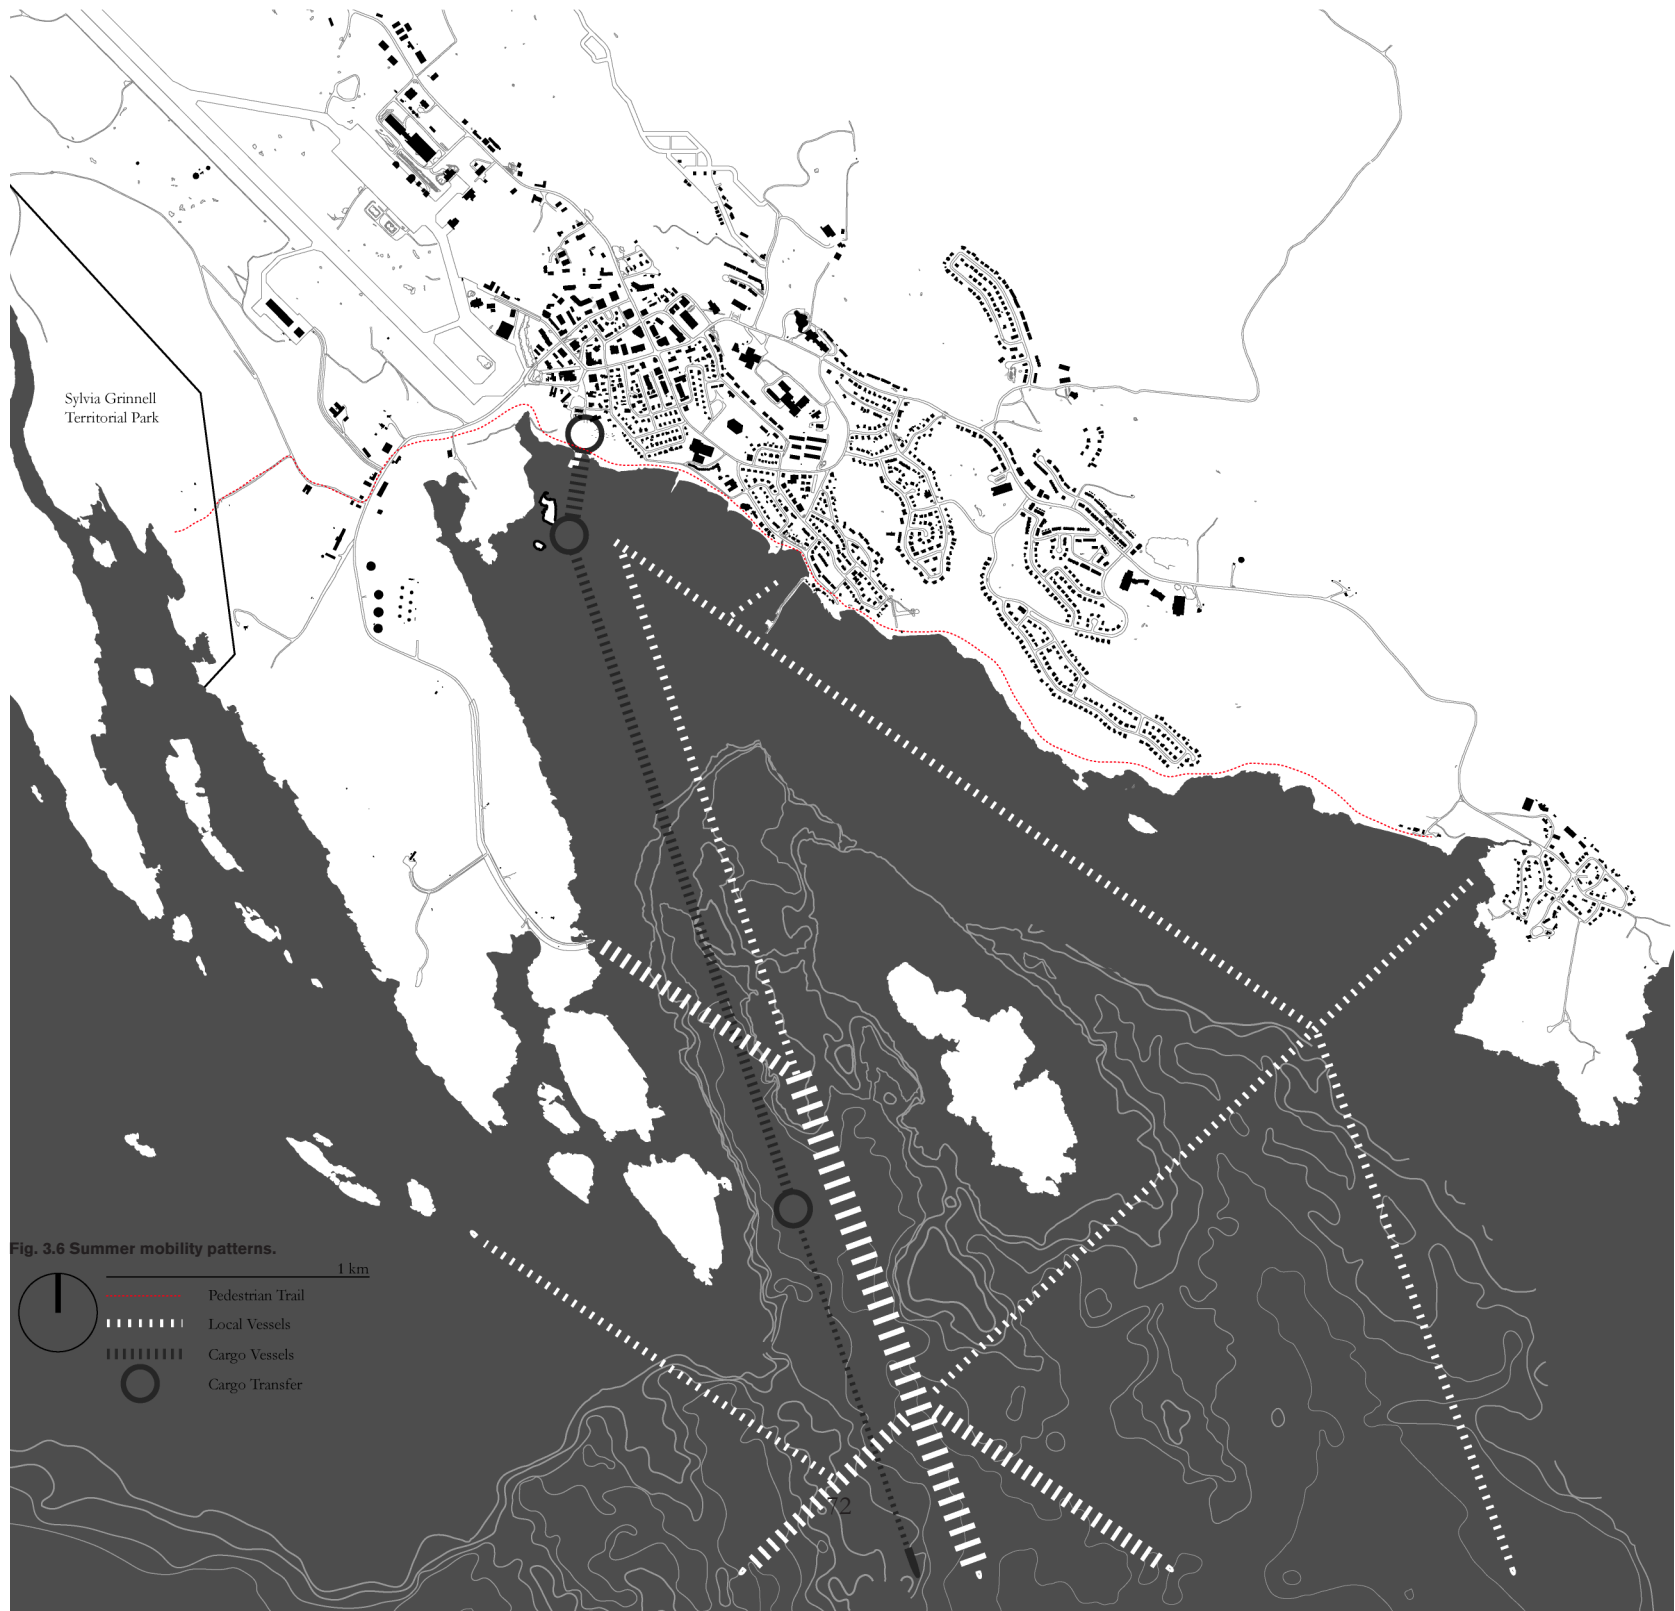 Sylvia Grinnell
Territorial Park
Fig. 3.6 Summer mobility patterns.
1 km
Pedestrian Trail
Local Vessels
Cargo Vessels
Cargo Transfer
72